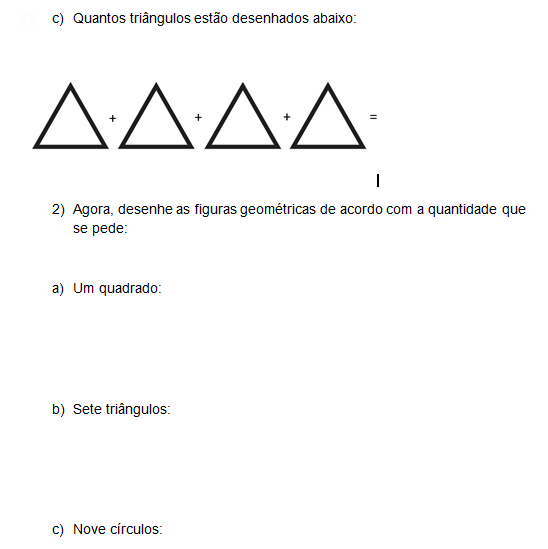 c) Quantos triângulos estão desenhados abaixo:
+ + + =
2) Agora, desenhe as figuras geométricas de acordo com a quantidade que
se pede:
a) Um quadrado:
b) Sete triângulos:
c) Nove círculos: